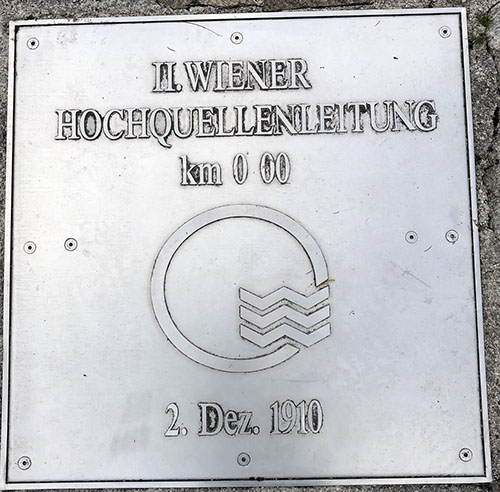 II. WIENER
HOCHQUELLENLEITUNG
km 0 00
2. Dez. 1910